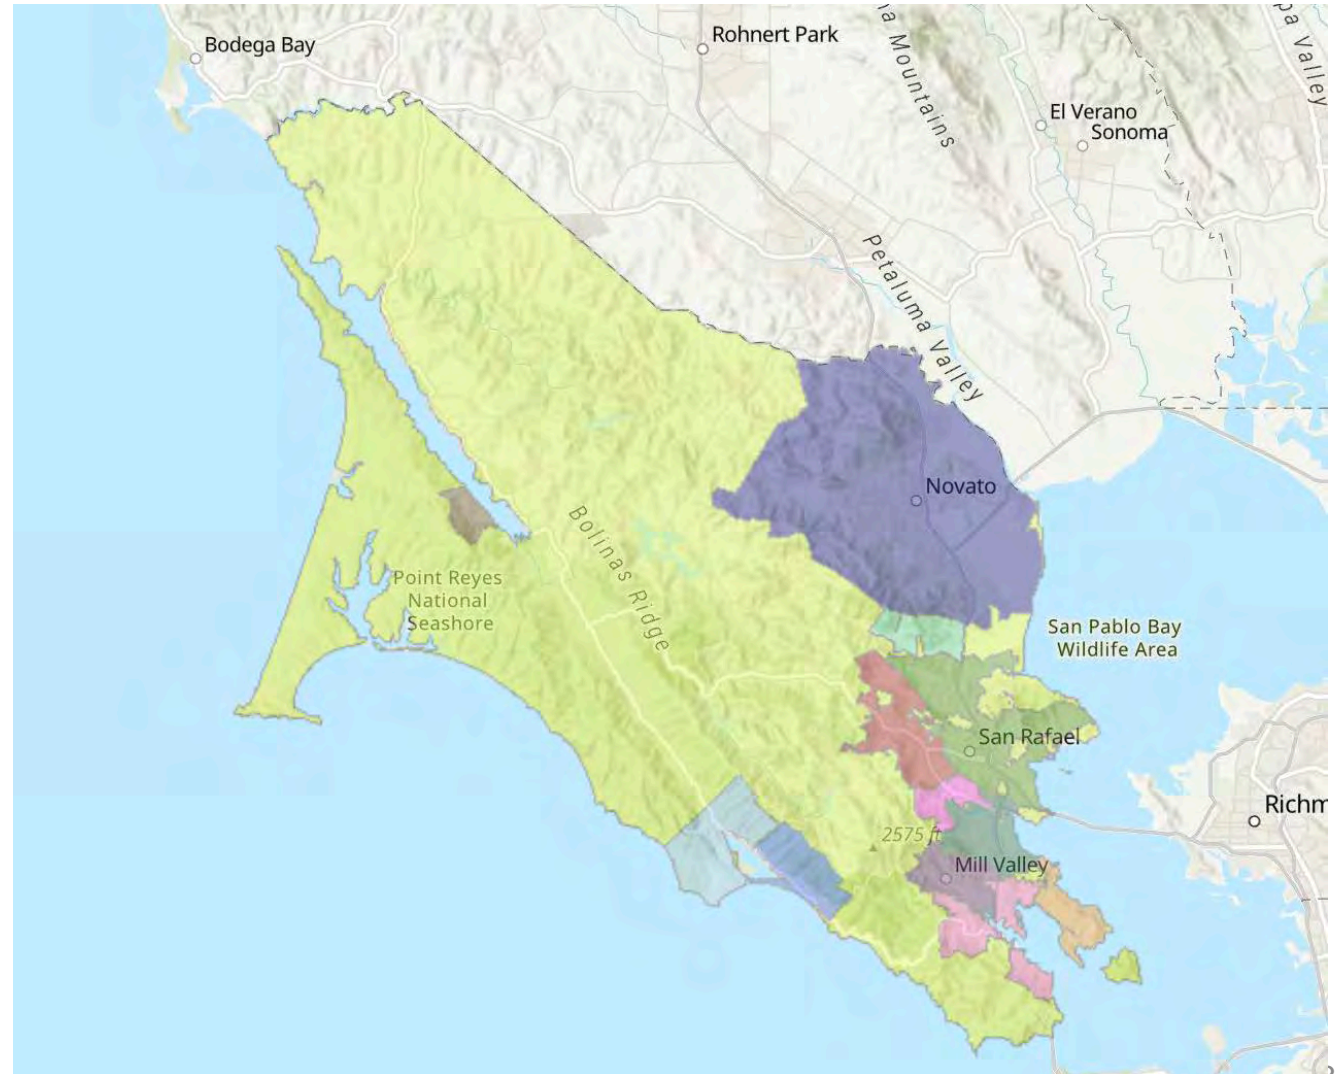 Bodega Bay
Rohnert Park
Mountains
Valley
El Verano
Sonoma
Petaluma Valley
Novato
Bolinas Ridge
Point Reyes
National
Seashore
San Pablo Bay
Wildlife Area
San Rafael
2575 ft
Mill Valley
Richm